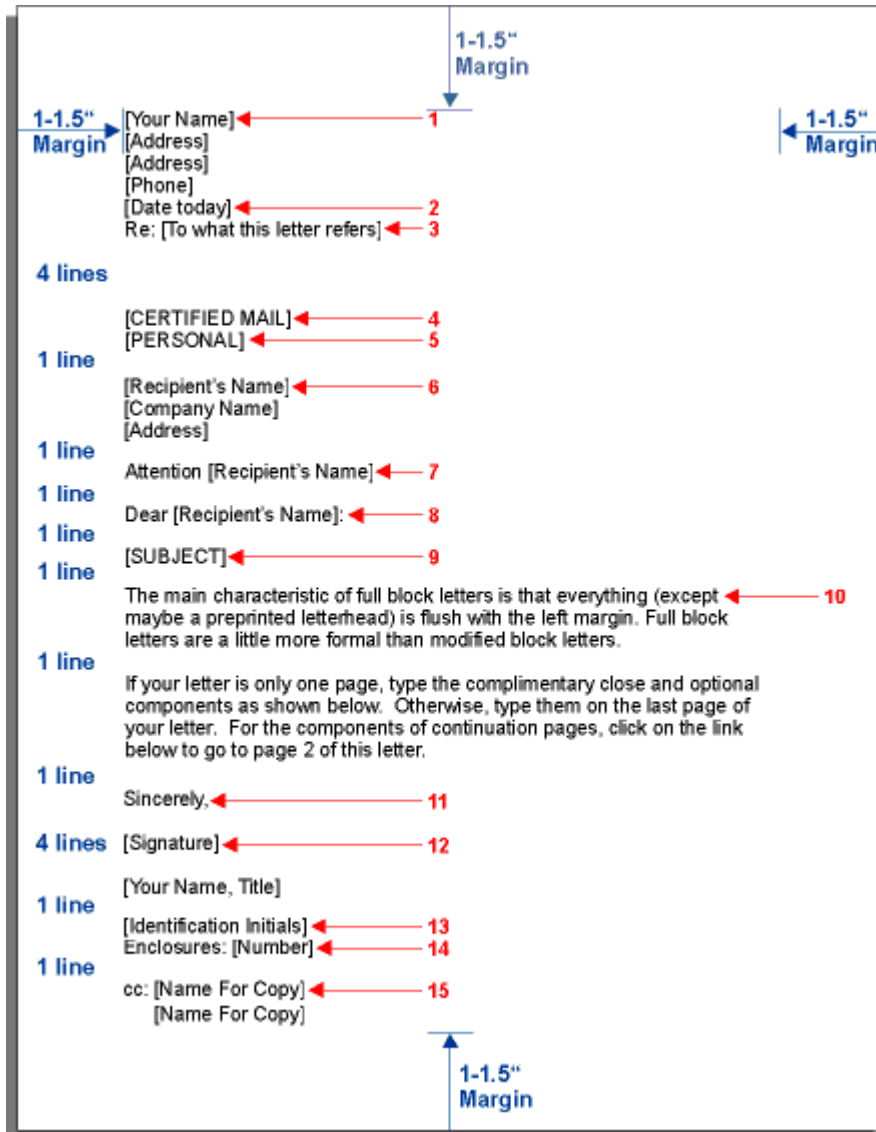 1-1.5“
Margin
1-1.5“
Margin
[Your Name] 1
1-1.5“
Margin
[Address]
[Address]
[Phone]
[Date today] 2
Re: [To what this letter refers] 3
4 lines
[CERTIFIED MAIL] 4
[PERSONAL] 5
1 line
[Recipient's Name] 6
[Company Name]
[Address]
1 line
Attention [Recipient's Name] 7
1 line
Dear [Recipient's Name]: 8
1 line
[SUBJECT] 9
1 line
The main characteristic of full block letters is that everything (except 10
maybe a preprinted letterhead) is flush with the left margin. Full block
letters are a little more formal than modified block letters.
1 line
If your letter is only one page, type the complimentary close and optional
components as shown below.  Otherwise, type them on the last page of
your letter.  For the components of continuation pages, click on the link
below to go to page 2 of this letter.
1 line
Sincerely, 11
4 lines [Signature] 12
[Your Name, Title]
1 line
[Identification Initials] 13
Enclosures: [Number] 14
1 line
cc: [Name For Copy] 15
[Name For Copy]
1-1.5“
Margin